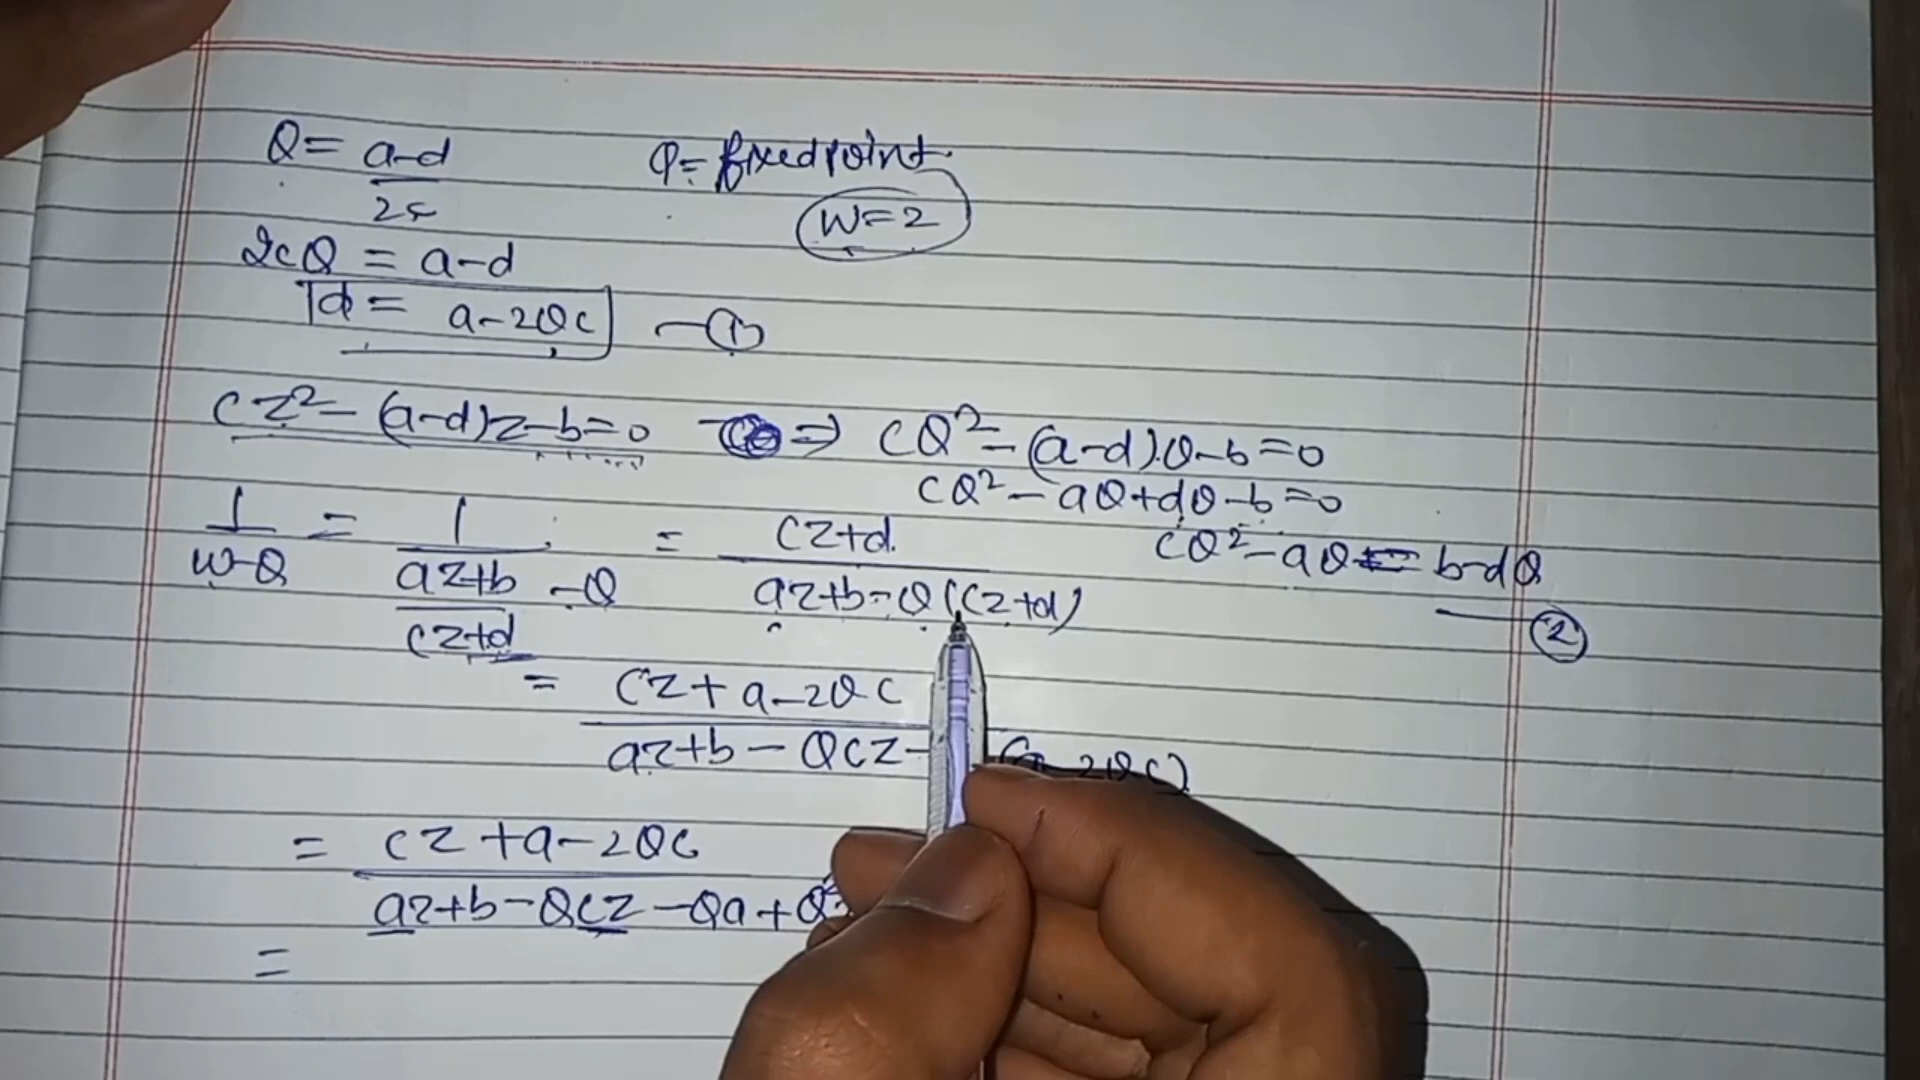 Q = a-d / 2c
Q = fixed point
W=2
2cQ = a-d
d = a-2Qc —①
cz²-(a-d)z-b=0 ⇒ cQ²-(a-d).Q-b=0
cQ²-aQ+dQ-b=0
cQ²-aQ = b-dQ —②
1/(w-Q) = 1/((az+b)/(cz+d) - Q) = (cz+d)/(az+b-Q(cz+d))
= (cz+a-2Qc)/(az+b-Qcz- (a-2Qc))
= (cz+a-2Qc)/(az+b-Qcz-Qa+Q
=